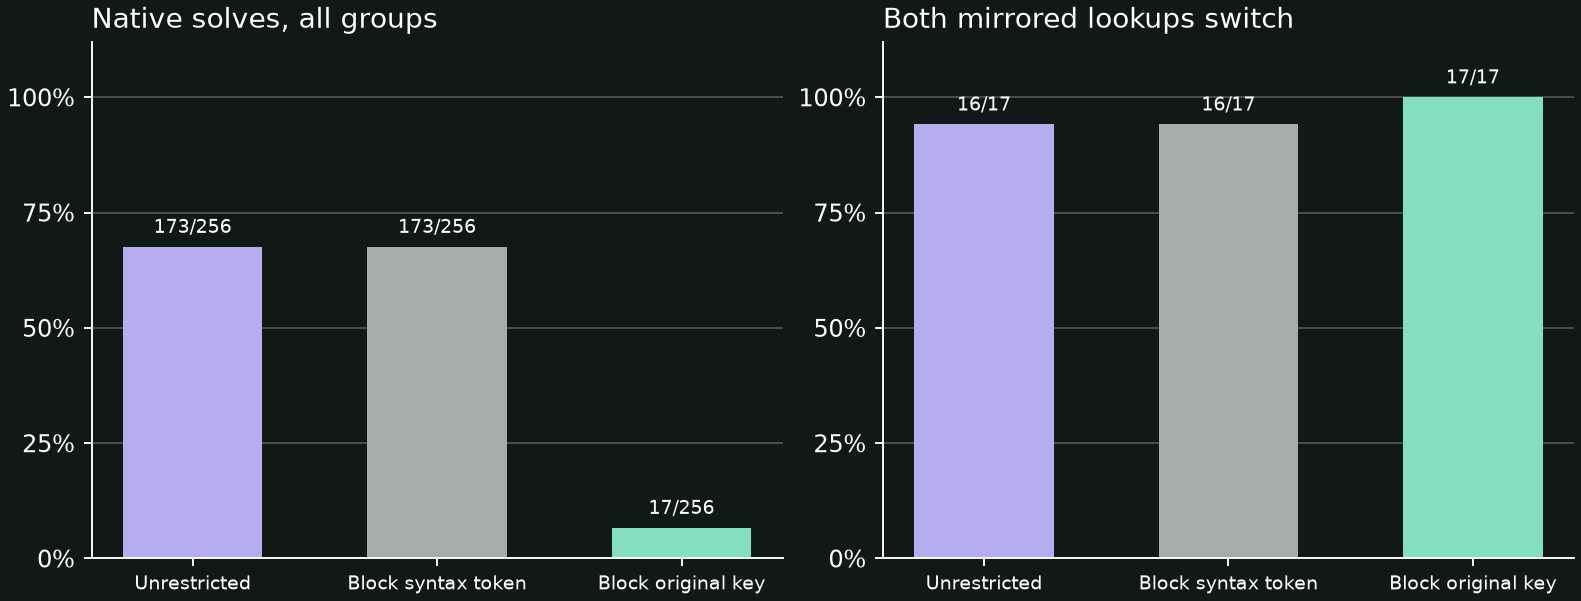 Native solves, all groups
100%
75%
50%
25%
0%
173/256
173/256
17/256
Unrestricted
Block syntax token
Block original key
Both mirrored lookups switch
100%
75%
50%
25%
0%
16/17
16/17
17/17
Unrestricted
Block syntax token
Block original key